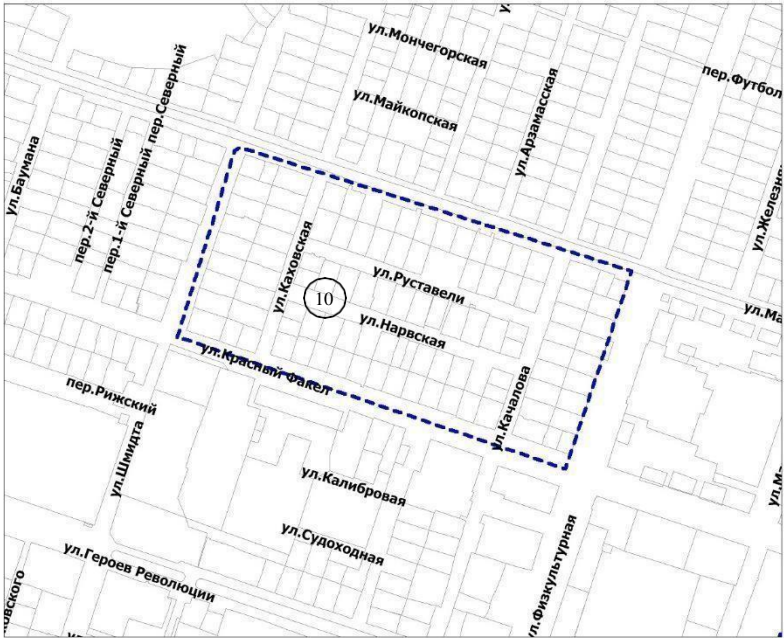 ул.Мончегорская
пер.Футбол
ул.Майкопская
ул.Арзамасская
пер.Северный
ул.Баумана
пер.2-й Северный
пер.1-й Северный
ул.Железн
ул.Каховская
ул.Руставели
10
ул.Нарвская
ул.Ма
ул.Красный Факел
пер.Рижский
ул.Качалова
ул.Шмидта
ул.Калибровая
ул.М
ул.Судоходная
ул.Героев Революции
ул.Физкультурная
овского